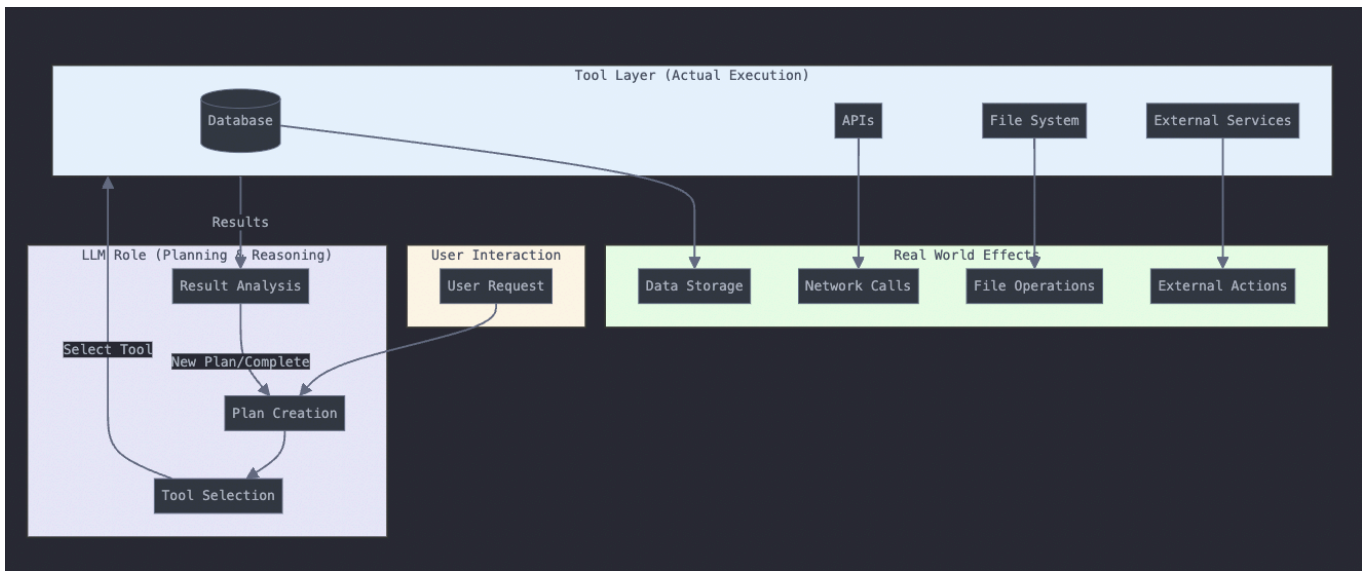 Tool Layer (Actual Execution)
Database
APIs
File System
External Services
Results
LLM Role (Planning & Reasoning)
User Interaction
Real World Effects
Result Analysis
User Request
Data Storage
Network Calls
File Operations
External Actions
Select Tool
New Plan/Complete
Plan Creation
Tool Selection